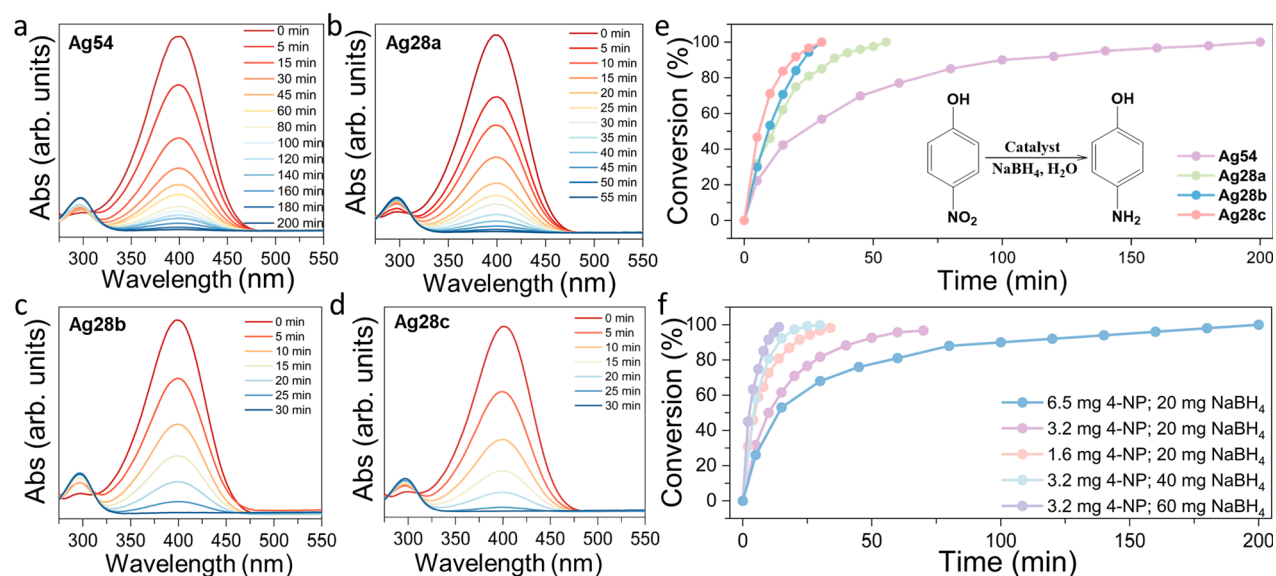 a
Ag54
Abs (arb. units)
0 min
5 min
15 min
30 min
45 min
60 min
80 min
100 min
120 min
140 min
160 min
180 min
200 min
300 350 400 450 500 550
Wavelength (nm)
b
Ag28a
Abs (arb. units)
0 min
5 min
10 min
15 min
20 min
25 min
30 min
35 min
40 min
45 min
50 min
55 min
300 350 400 450 500 550
Wavelength (nm)
e
Conversion (%)
100
80
60
40
20
0
OH
NO2
Catalyst
NaBH4, H2O
OH
NH2
Ag54
Ag28a
Ag28b
Ag28c
0 50 100 150 200
Time (min)
c
Ag28b
Abs (arb. units)
0 min
5 min
10 min
15 min
20 min
25 min
30 min
300 350 400 450 500 550
Wavelength (nm)
d
Ag28c
Abs (arb. units)
0 min
5 min
10 min
15 min
20 min
25 min
30 min
300 350 400 450 500 550
Wavelength (nm)
f
Conversion (%)
100
80
60
40
20
0
6.5 mg 4-NP; 20 mg NaBH4
3.2 mg 4-NP; 20 mg NaBH4
1.6 mg 4-NP; 20 mg NaBH4
3.2 mg 4-NP; 40 mg NaBH4
3.2 mg 4-NP; 60 mg NaBH4
0 50 100 150 200
Time (min)